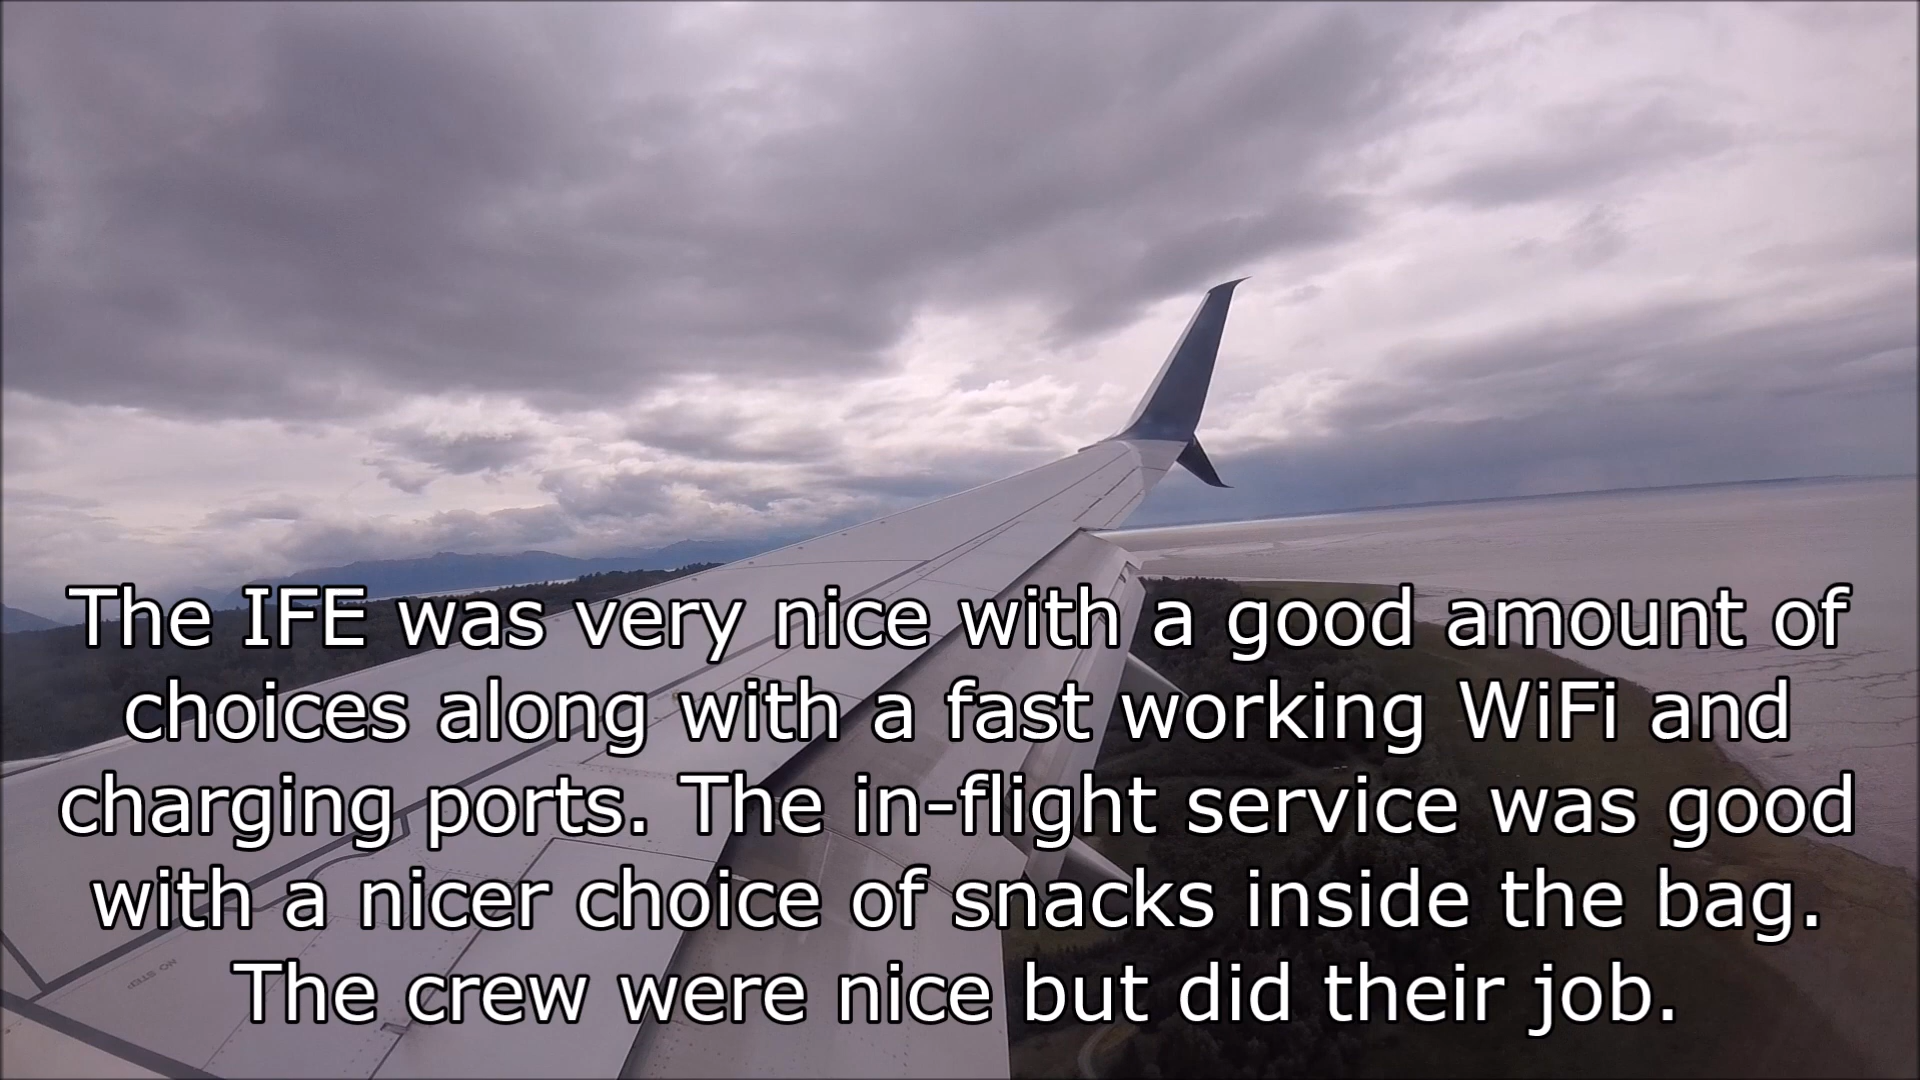 The IFE was very nice with a good amount of
choices along with a fast working WiFi and
charging ports. The in-flight service was good
with a nicer choice of snacks inside the bag.
The crew were nice but did their job.
NO STEP